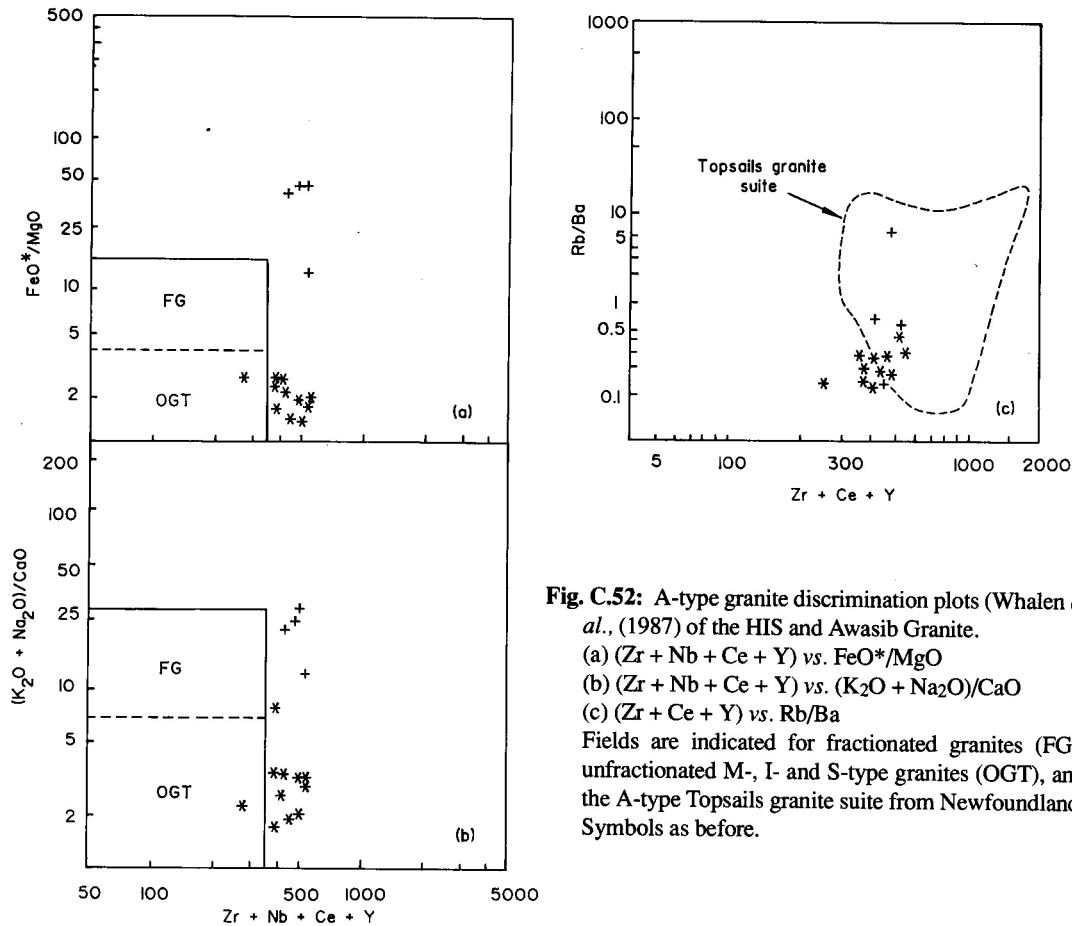 500
100
50
25
10
5
2
FeO*/MgO
FG
OGT
(a)
200
100
50
25
10
5
2
(K₂O + Na₂O)/CaO
FG
OGT
(b)
50 100 500 1000 5000
Zr + Nb + Ce + Y
1000
100
10
5
1
0.5
0.1
Rb/Ba
Topsails granite
suite
(c)
5 100 300 1000 2000
Zr + Ce + Y
Fig. C.52: A-type granite discrimination plots (Whalen
al., (1987) of the HIS and Awasib Granite.
(a) (Zr + Nb + Ce + Y) vs. FeO*/MgO
(b) (Zr + Nb + Ce + Y) vs. (K₂O + Na₂O)/CaO
(c) (Zr + Ce + Y) vs. Rb/Ba
Fields are indicated for fractionated granites (FG
unfractionated M-, I- and S-type granites (OGT), an
the A-type Topsails granite suite from Newfoundland
Symbols as before.